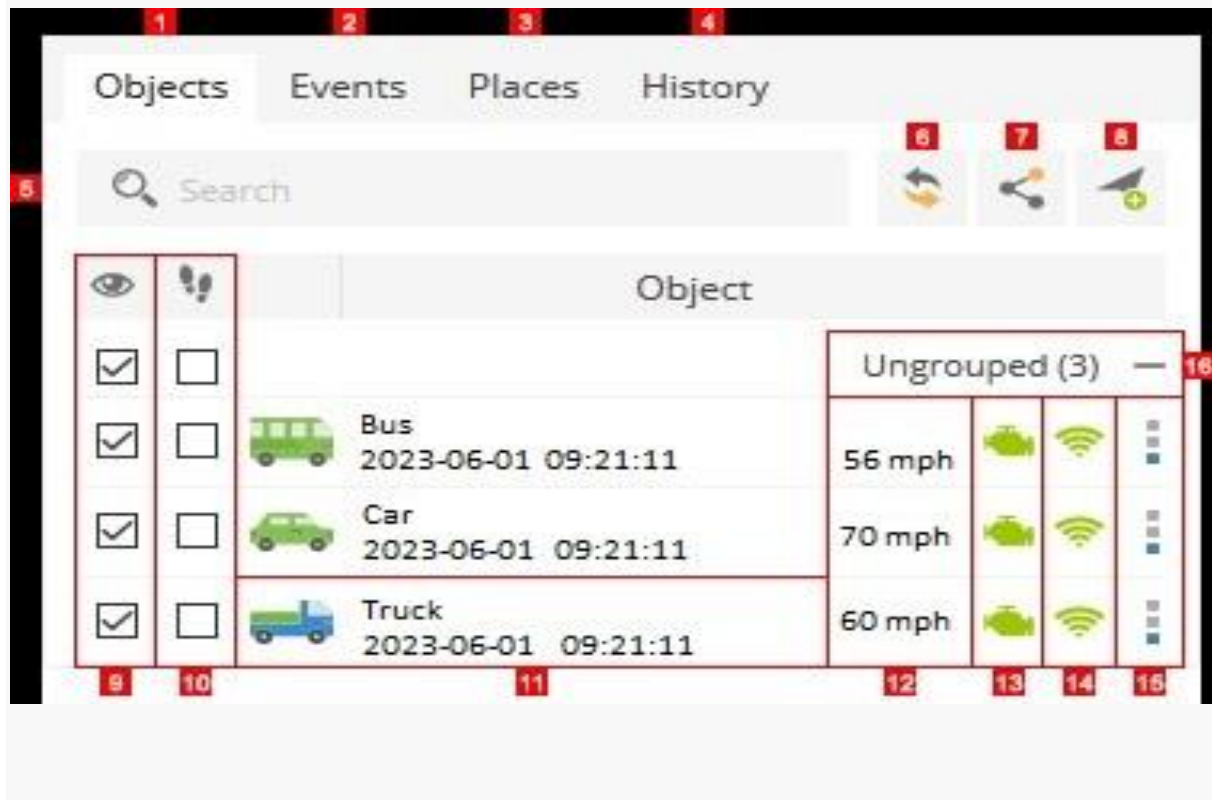 1 2 3 4
Objects Events Places History
6 7 8
5 Search
Object
Ungrouped (3) 16
Bus
2023-06-01 09:21:11 56 mph
Car
2023-06-01 09:21:11 70 mph
Truck
2023-06-01 09:21:11 60 mph
9 10 11 12 13 14 15